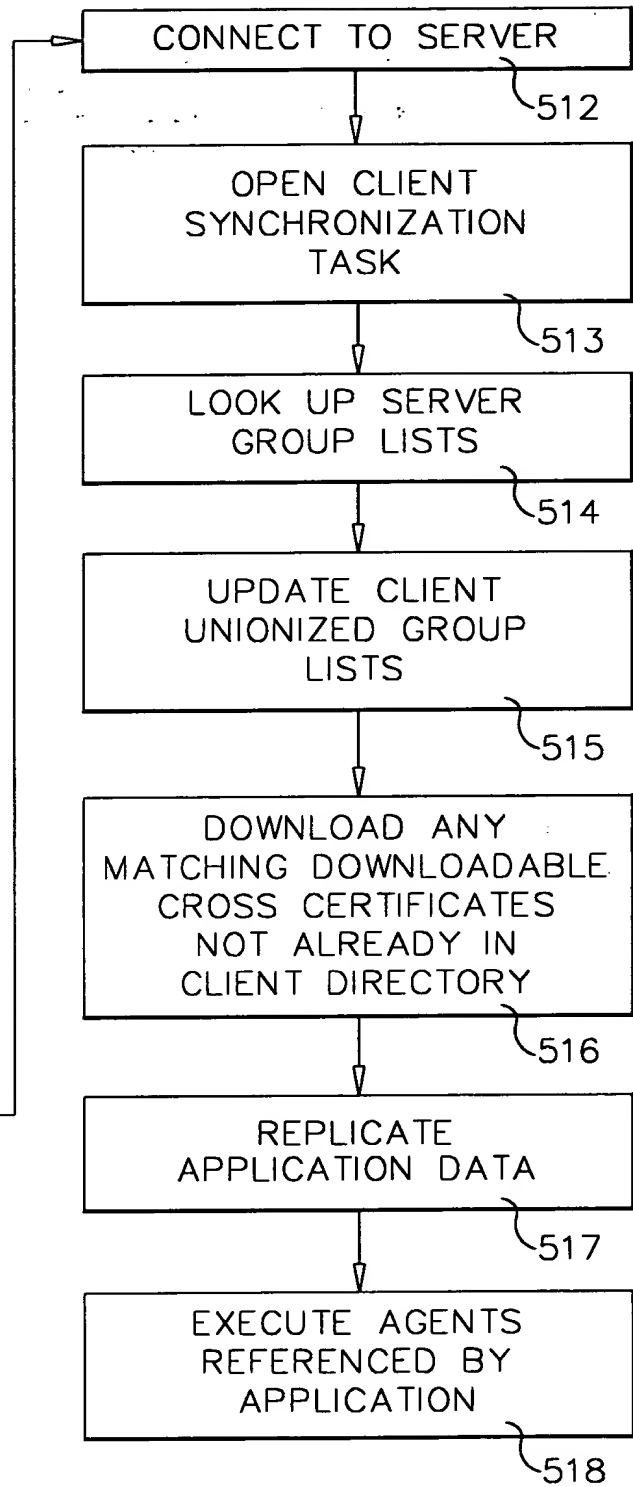 CONNECT TO SERVER
512
OPEN CLIENT
SYNCHRONIZATION
TASK
513
LOOK UP SERVER
GROUP LISTS
514
UPDATE CLIENT
UNIONIZED GROUP
LISTS
515
DOWNLOAD ANY
MATCHING DOWNLOADABLE
CROSS CERTIFICATES
NOT ALREADY IN
CLIENT DIRECTORY
516
REPLICATE
APPLICATION DATA
517
EXECUTE AGENTS
REFERENCED BY
APPLICATION
518